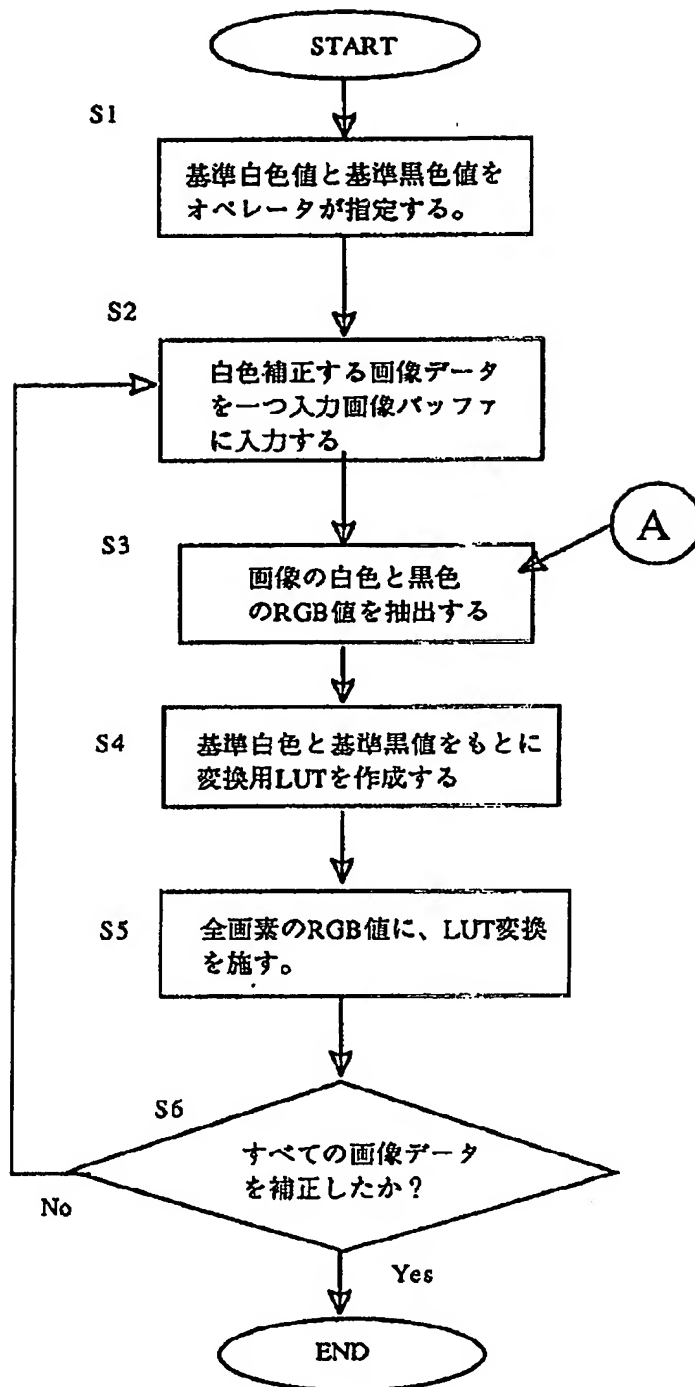 START
S1
基準白色値と基準黒色値を
オペレータが指定する。
S2
白色補正する画像データ
を一つ入力画像バッファ
に入力する
A
S3
画像の白色と黒色
のRGB値を抽出する
S4
基準白色と基準黒値をもとに
変換用LUTを作成する
S5
全画素のRGB値に、LUT変換
を施す。
S6
すべての画像データ
を補正したか?
No
Yes
END